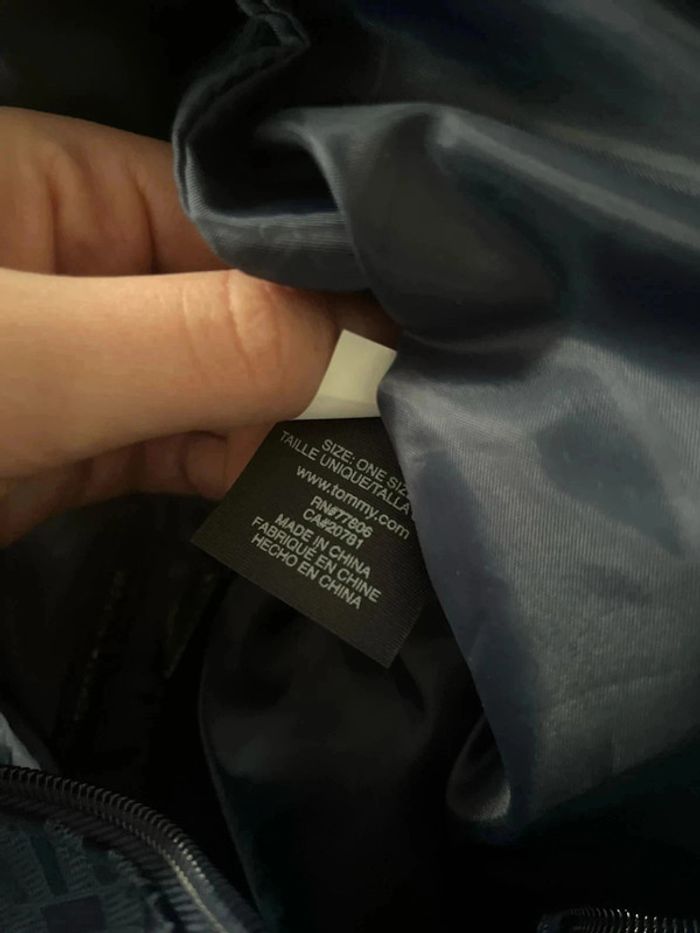 SIZE: ONE SIZ
TAILLE UNIQUE/TALLA
www.tommy.com
RN#77806
CA#20781
MADE IN CHINA
FABRIQUÉ EN CHINE
HECHO EN CHINA